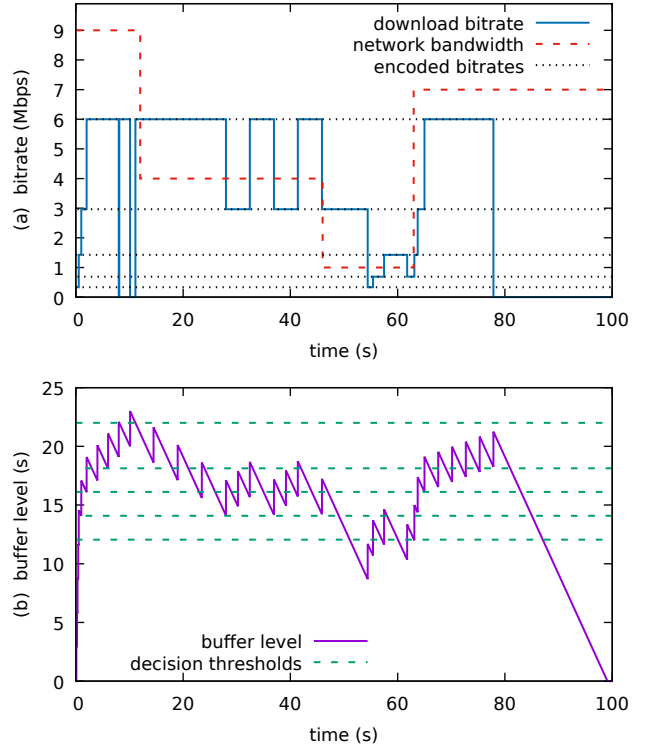 download bitrate
network bandwidth
encoded bitrates
(a) bitrate (Mbps)
9
8
7
6
5
4
3
2
1
0
0 20 40 60 80 100
time (s)
(b) buffer level (s)
25
20
15
10
5
0
buffer level
decision thresholds
0 20 40 60 80 100
time (s)